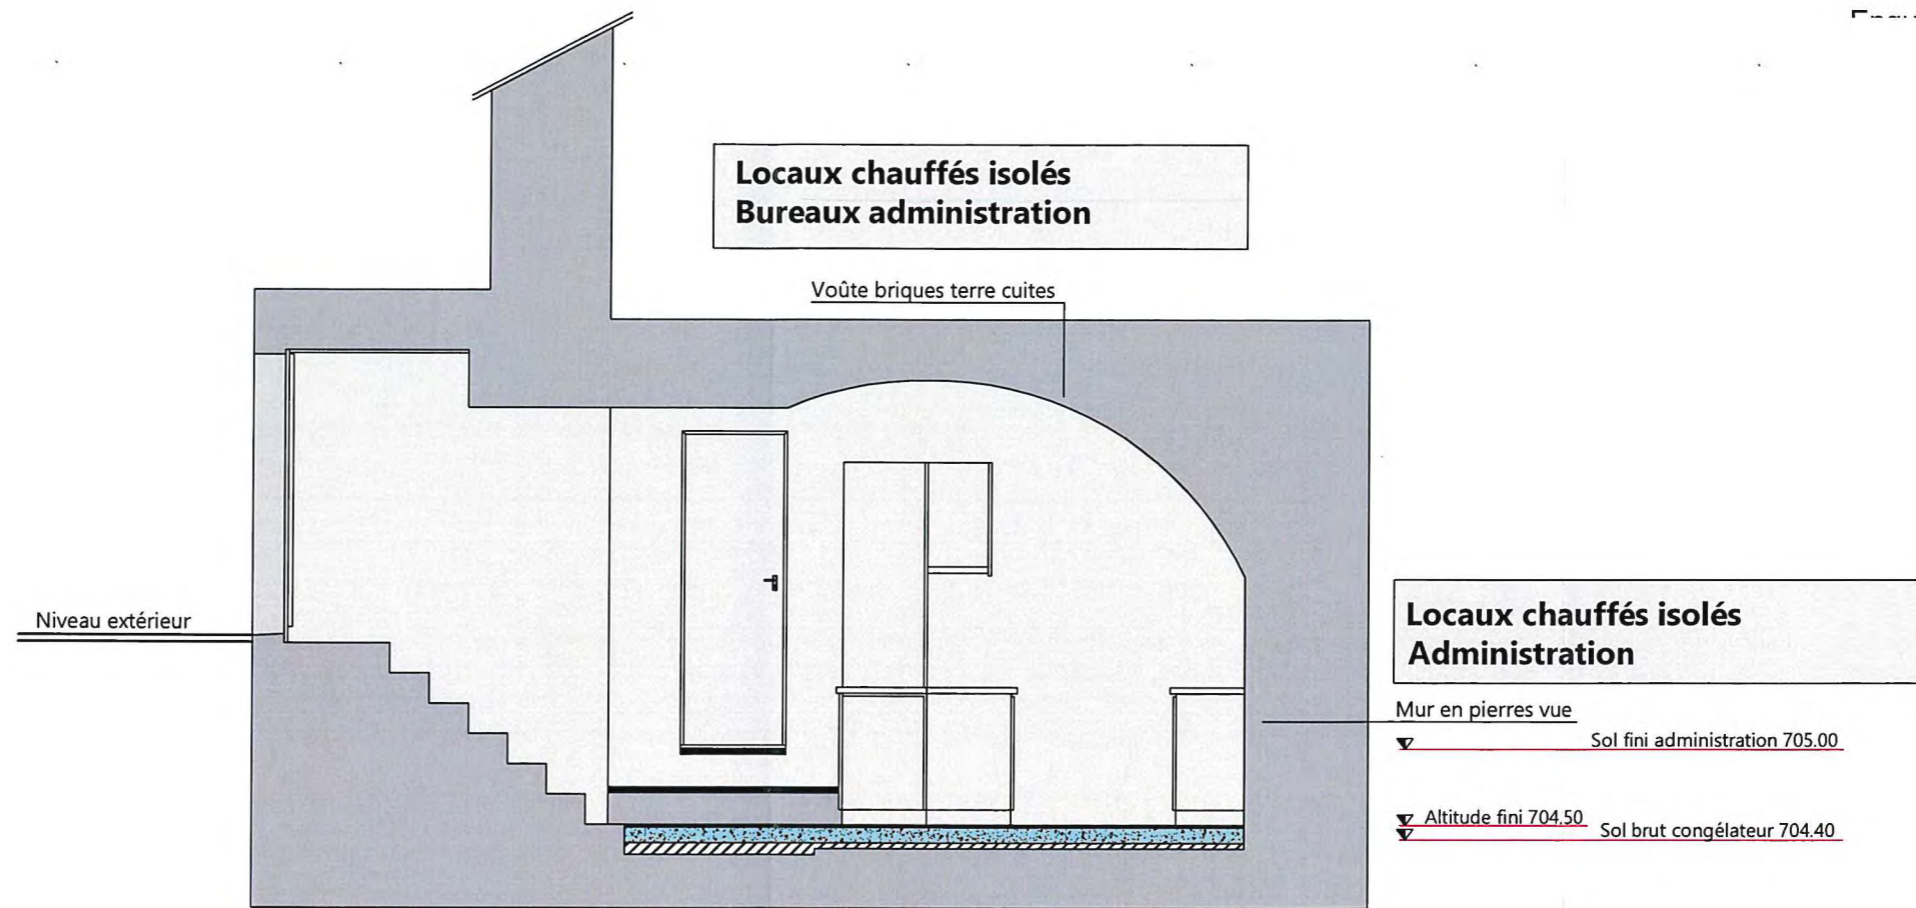 Locaux chauffés isolés
Bureaux administration
Voûte briques terre cuites
Niveau extérieur
Locaux chauffés isolés
Administration
Mur en pierres vue
Sol fini administration 705.00
Altitude fini 704.50
Sol brut congélateur 704.40